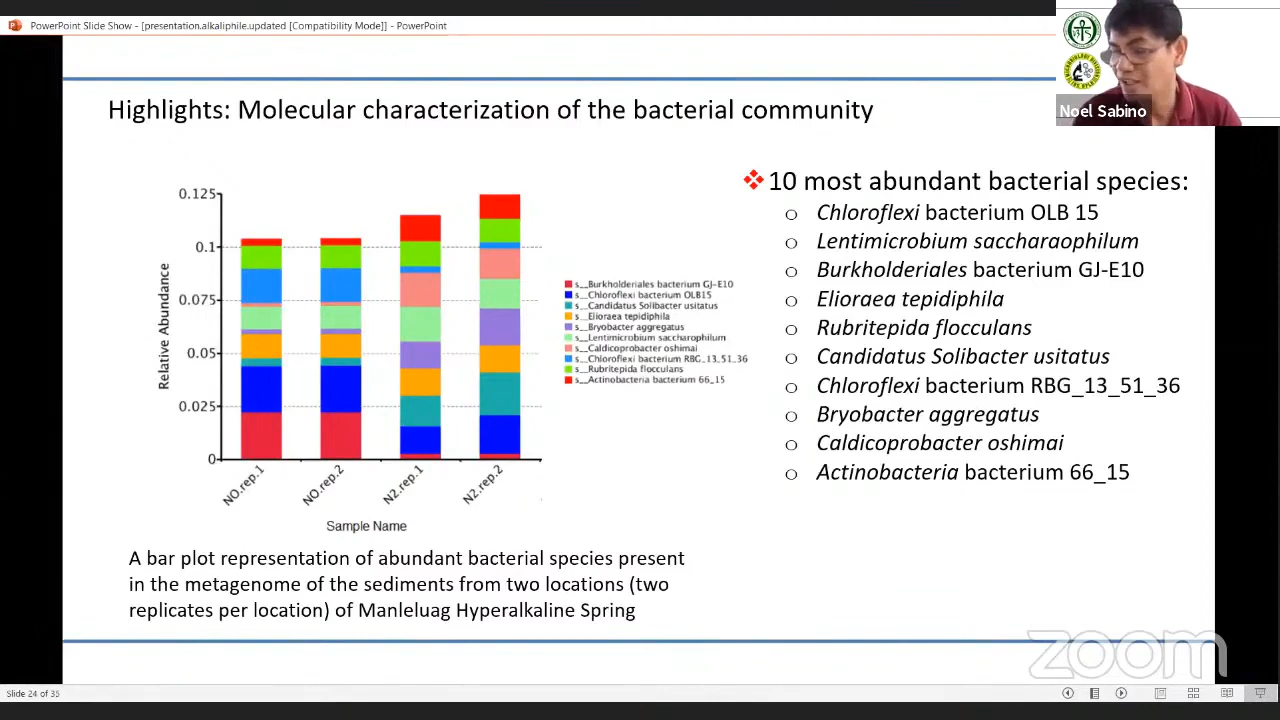 PowerPoint Slide Show - [presentation.alkaliphile.updated [Compatibility Mode]] - PowerPoint
Noel Sabino
Highlights: Molecular characterization of the bacterial community
0.125
0.1
0.075
0.05
0.025
0
Relative Abundance
NO.rep.1
NO.rep.2
N2.rep.1
N2.rep.2
Sample Name
s__Burkholderiales bacterium GJ-E10
s__Chloroflexi bacterium OLB15
s__Candidatus Solibacter usitatus
s__Elioraea tepidiphila
s__Bryobacter aggregatus
s__Lentimicrobium saccharophilum
s__Caldicoprobacter oshimai
s__Chloroflexi bacterium RBG_13_51_36
s__Rubritepida flocculans
s__Actinobacteria bacterium 66_15
A bar plot representation of abundant bacterial species present
in the metagenome of the sediments from two locations (two
replicates per location) of Manleluag Hyperalkaline Spring
10 most abundant bacterial species:
Chloroflexi bacterium OLB 15
Lentimicrobium saccharaophilum
Burkholderiales bacterium GJ-E10
Elioraea tepidiphila
Rubritepida flocculans
Candidatus Solibacter usitatus
Chloroflexi bacterium RBG_13_51_36
Bryobacter aggregatus
Caldicoprobacter oshimai
Actinobacteria bacterium 66_15
zoom
Slide 24 of 35